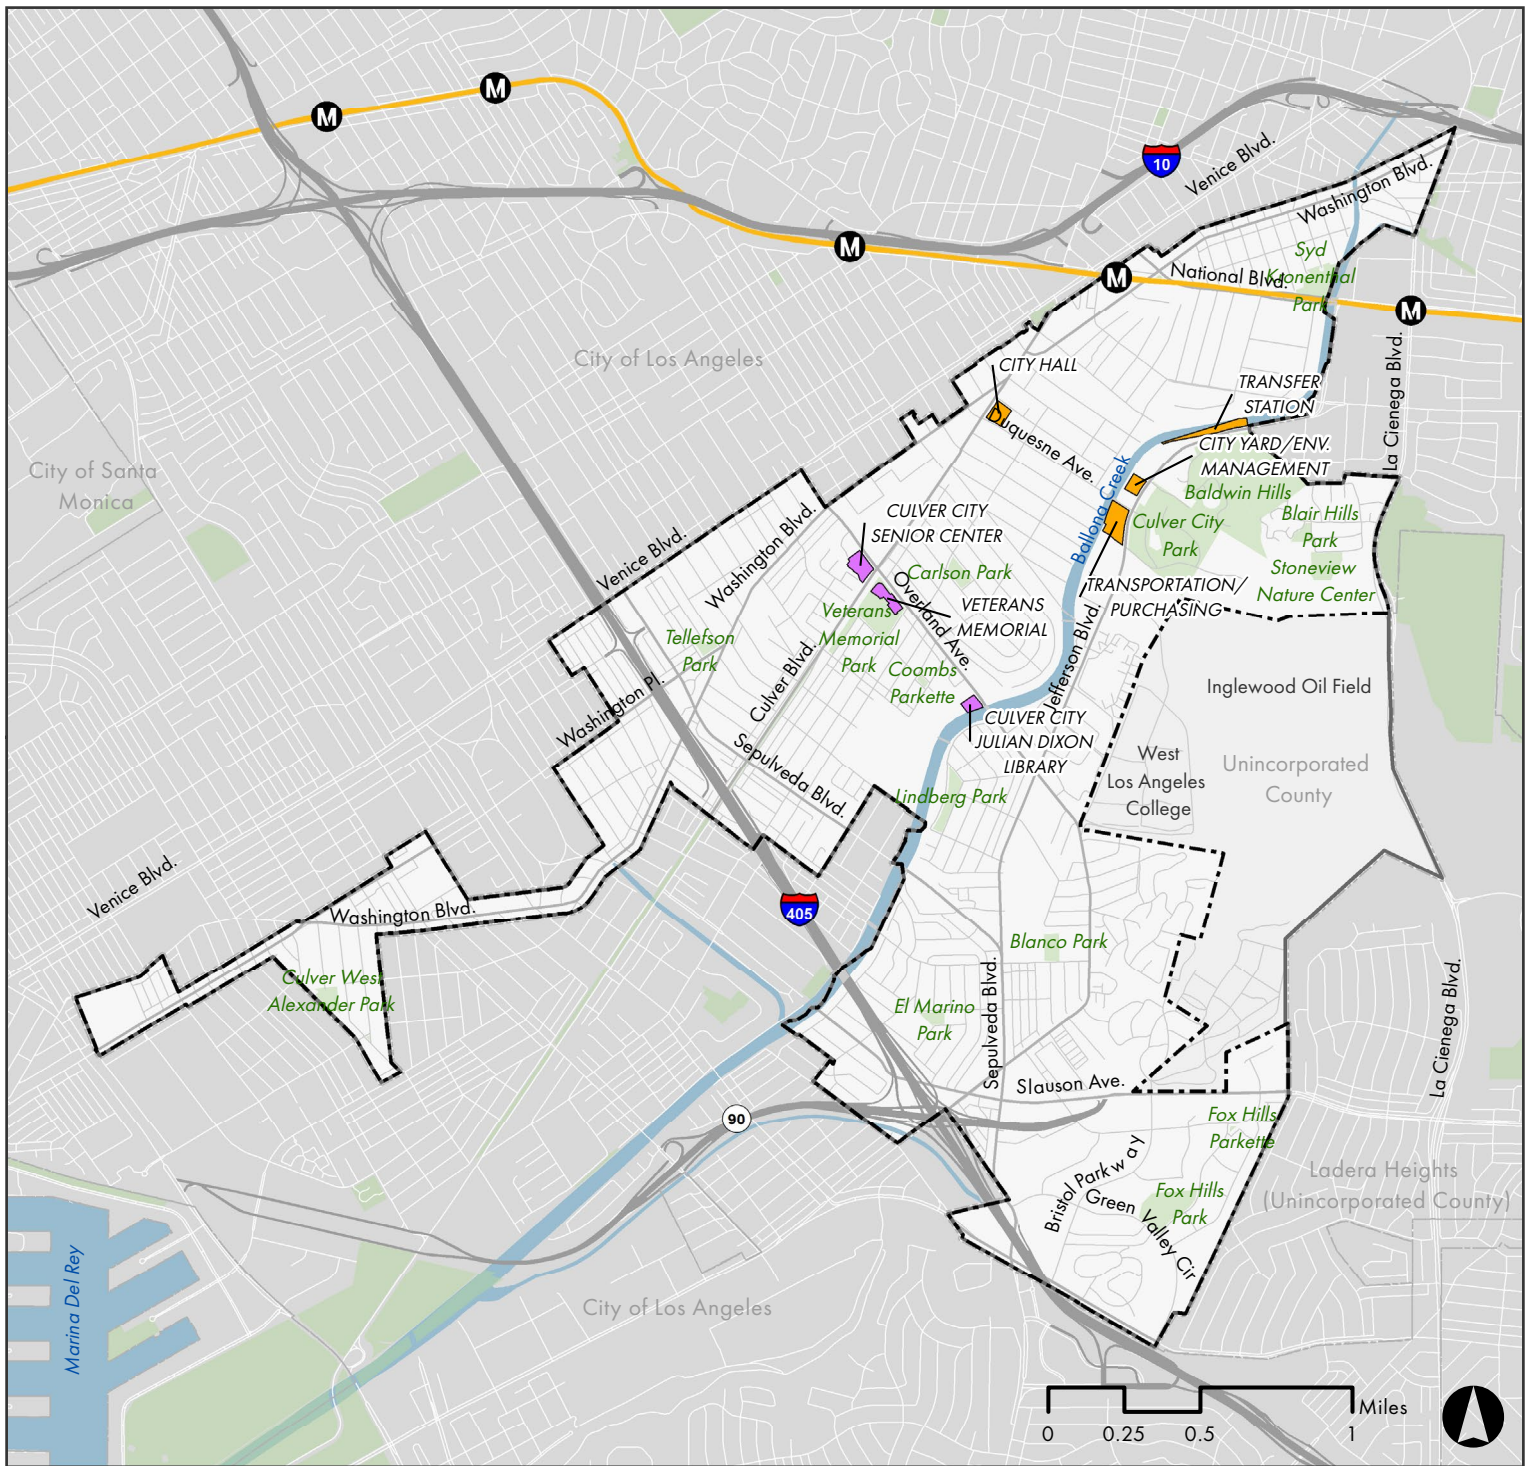 M
M
10
Venice Blvd.
Washington Blvd.
M
Syd
Kronenthal
Park
National Blvd.
M
M
City of Los Angeles
CITY HALL
La Cienega Blvd.
TRANSFER
STATION
Duquesne Ave.
CITY YARD/ENV.
MANAGEMENT
City of Santa
Monica
Ballona Creek
Baldwin Hills
CULVER CITY
SENIOR CENTER
Culver City
Park
Blair Hills
Park
Venice Blvd.
Washington Blvd.
Stoneview
Nature Center
Carlson Park
Overland Ave.
TRANSPORTATION/
PURCHASING
VETERANS
MEMORIAL
Veterans
Memorial
Park
Tellefson
Park
Coombs
Parkette
Jefferson Blvd.
Inglewood Oil Field
Culver Blvd.
Washington Pl.
CULVER CITY
JULIAN DIXON
LIBRARY
West
Los Angeles
College
Unincorporated
County
Sepulveda Blvd.
Lindberg Park
Venice Blvd.
Washington Blvd.
405
Blanco Park
Culver West
Alexander Park
Sepulveda Blvd.
El Marino
Park
La Cienega Blvd.
Slauson Ave.
90
Fox Hills
Parkette
Bristol Parkway
Green Valley Cir
Fox Hills
Park
Ladera Heights
(Unincorporated County)
Marina Del Rey
City of Los Angeles
Miles
0 0.25 0.5 1